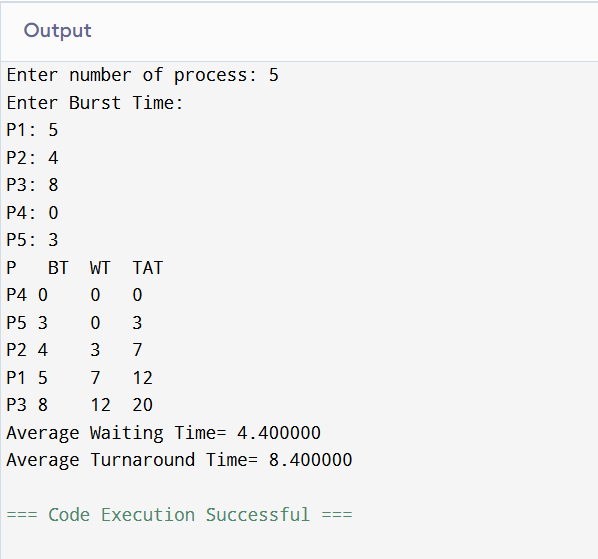 Output
Enter number of process: 5
Enter Burst Time:
P1: 5
P2: 4
P3: 8
P4: 0
P5: 3
P   BT  WT  TAT
P4 0    0   0
P5 3    0   3
P2 4    3   7
P1 5    7   12
P3 8    12  20
Average Waiting Time= 4.400000
Average Turnaround Time= 8.400000
=== Code Execution Successful ===